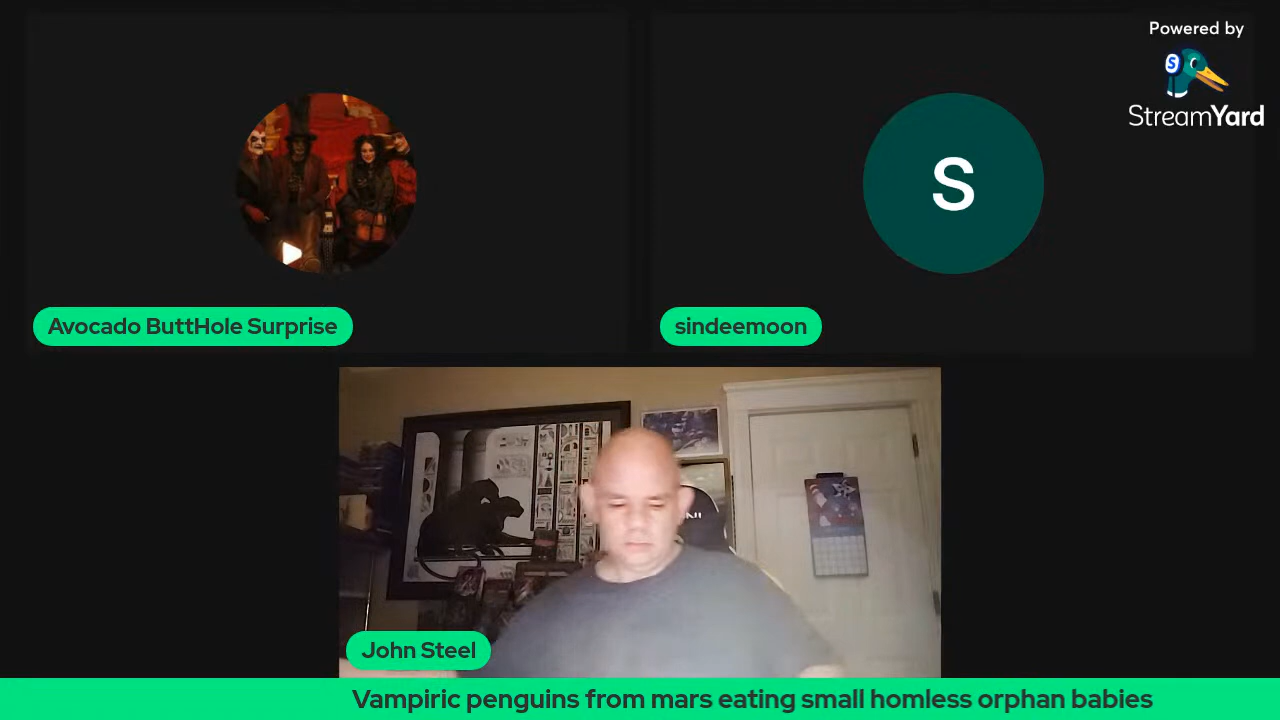 Powered by
StreamYard
S
Avocado ButtHole Surprise
sindeemoon
John Steel
Vampiric penguins from mars eating small homless orphan babies